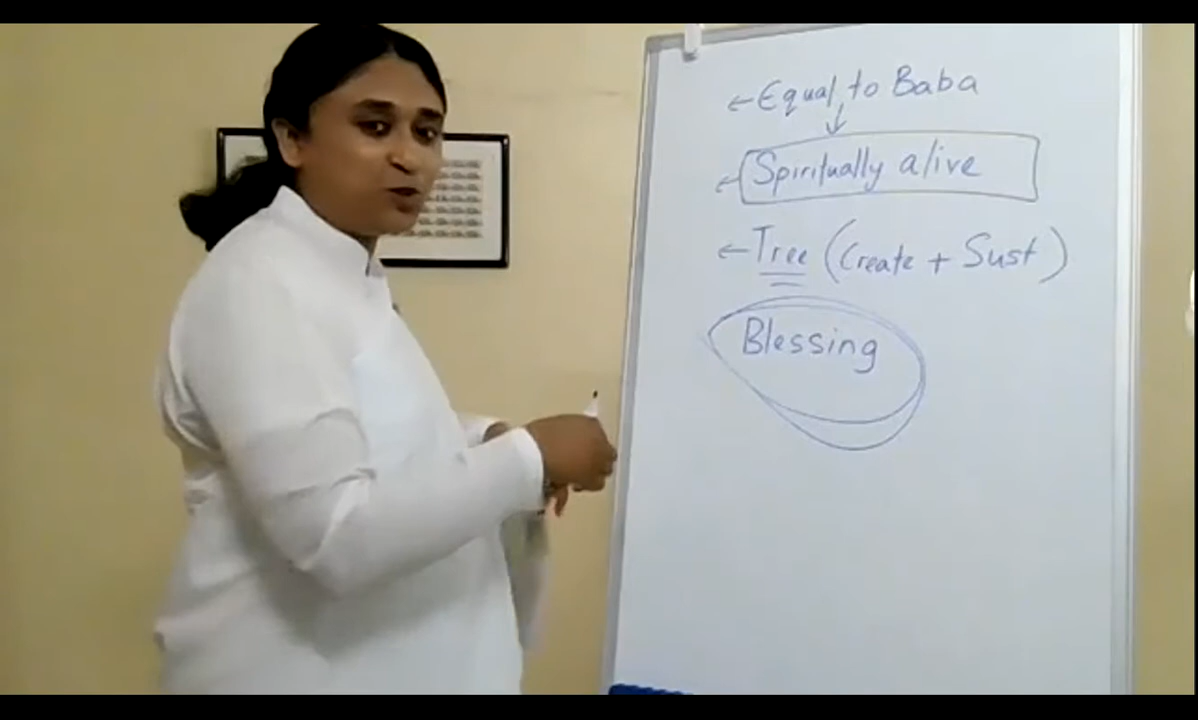 ← Equal to Baba
↓
← Spiritually alive
← Tree (Create + Sust)
Blessing